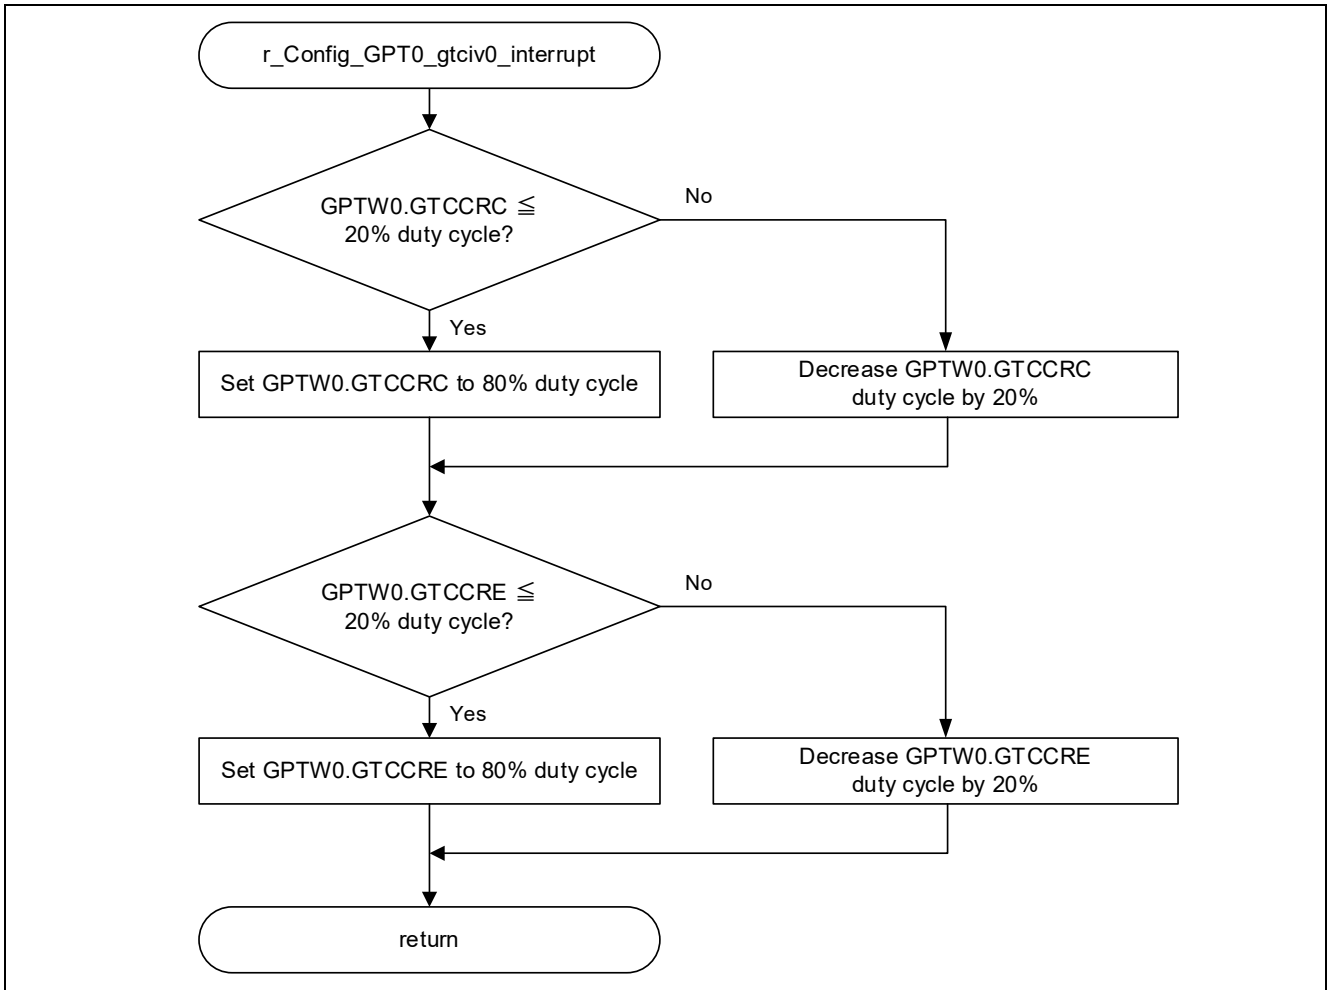 r_Config_GPT0_gtciv0_interrupt
GPTW0.GTCCRC ≦
20% duty cycle?
No
Yes
Set GPTW0.GTCCRC to 80% duty cycle
Decrease GPTW0.GTCCRC
duty cycle by 20%
GPTW0.GTCCRE ≦
20% duty cycle?
No
Yes
Set GPTW0.GTCCRE to 80% duty cycle
Decrease GPTW0.GTCCRE
duty cycle by 20%
return